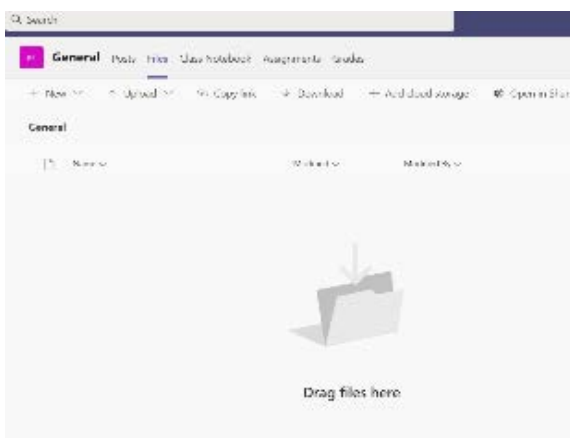 Search
General Posts Files Class Notebook Assignments Grades
+ New Upload Copy link Download + Add cloud storage Open in Shar
General
Name Modified Modified By
Drag files here